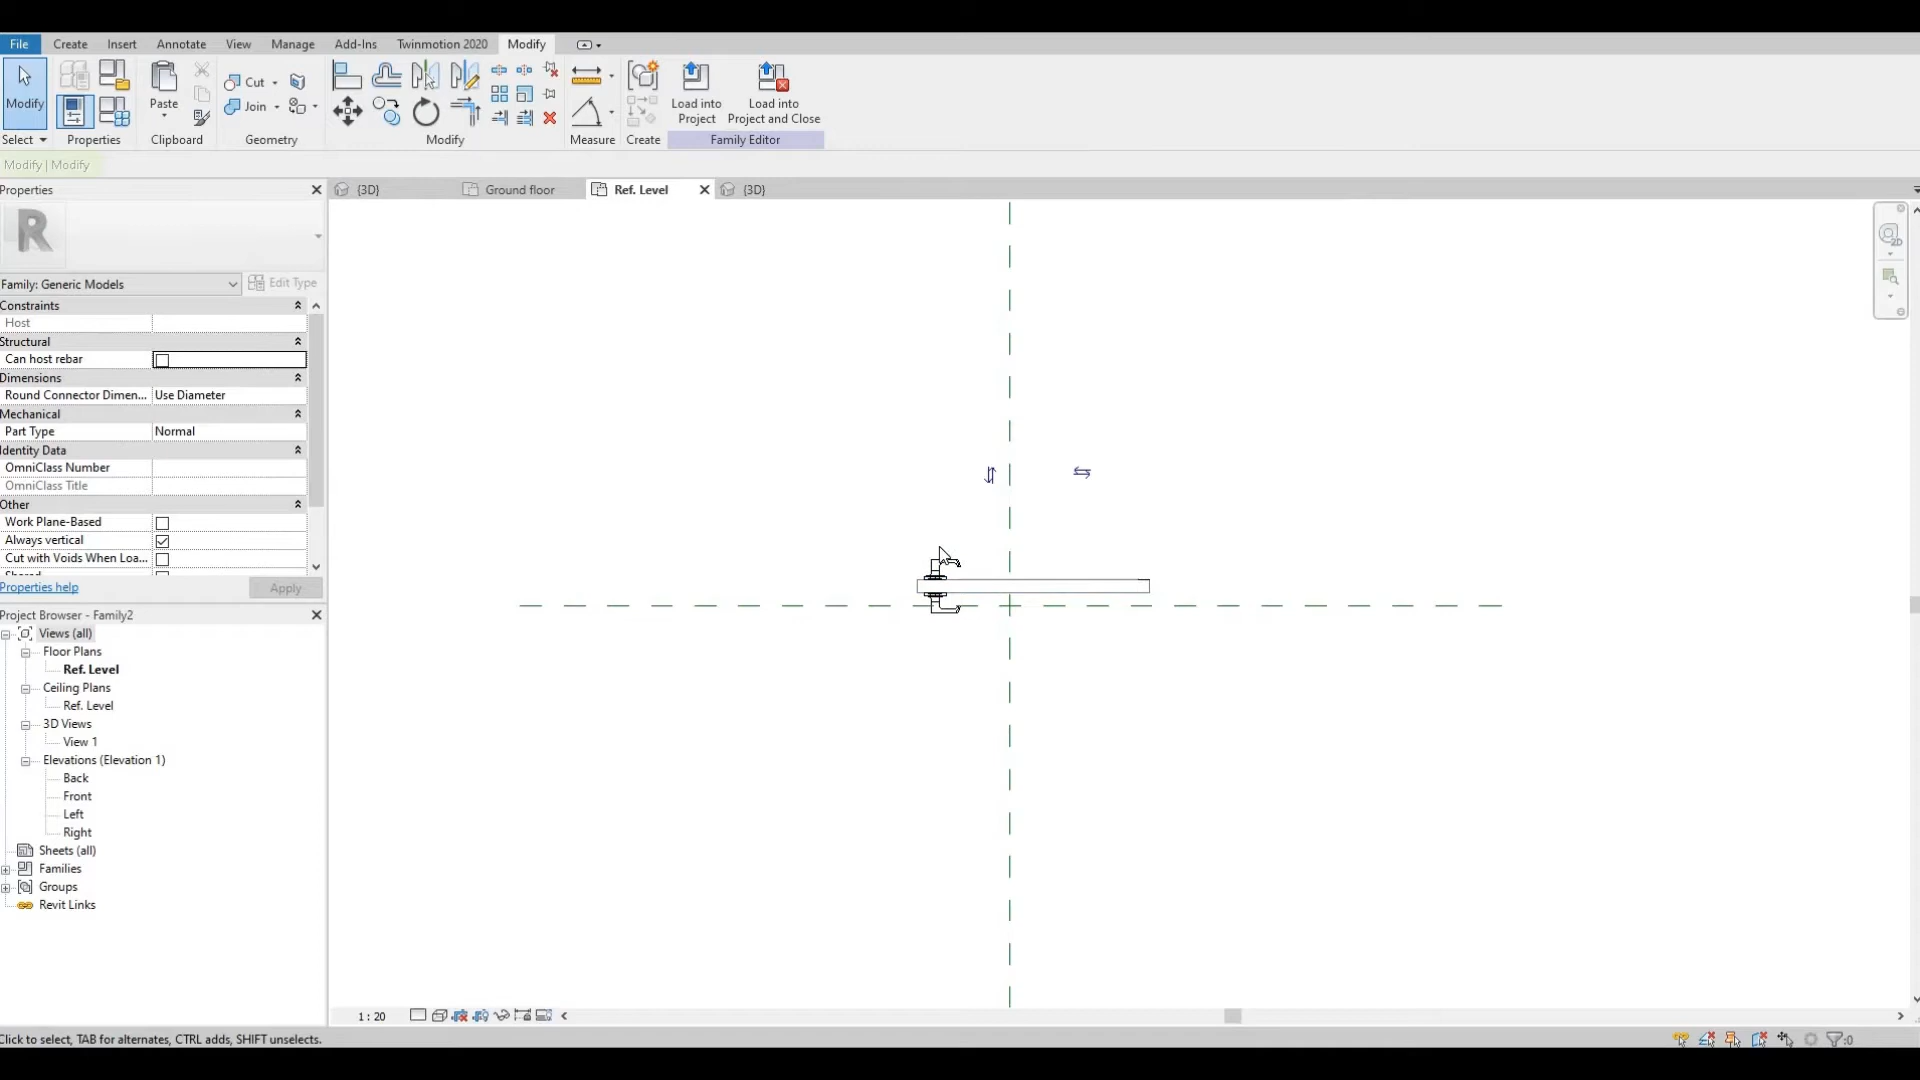 File Create Insert Annotate View Manage Add-Ins Twinmotion 2020 Modify
Modify
Paste
Cut
Join
Load into
Project
Load into
Project and Close
Select Properties Clipboard Geometry Modify Measure Create Family Editor
Modify | Modify
Properties
{3D}
Ground floor
Ref. Level
{3D}
R
2D
Family: Generic Models
Edit Type
Constraints
Host
Structural
Can host rebar
Dimensions
Round Connector Dimen... Use Diameter
Mechanical
Part Type Normal
Identity Data
OmniClass Number
OmniClass Title
Other
Work Plane-Based
Always vertical
Cut with Voids When Loa...
Properties help
Apply
Project Browser - Family2
Views (all)
Floor Plans
Ref. Level
Ceiling Plans
Ref. Level
3D Views
View 1
Elevations (Elevation 1)
Back
Front
Left
Right
Sheets (all)
Families
Groups
Revit Links
1 : 20
Click to select, TAB for alternates, CTRL adds, SHIFT unselects.
:0